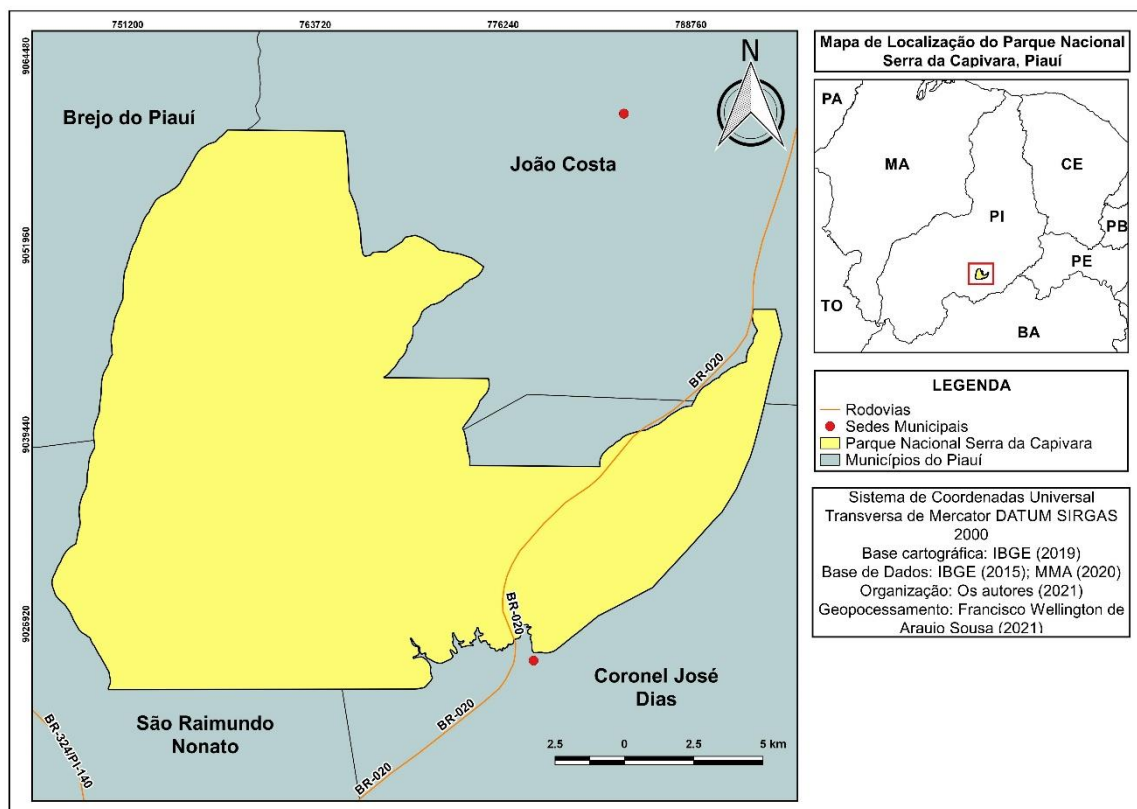 751200
763720
776240
788760
9064480
9051960
9039440
9026920
Brejo do Piauí
João Costa
BR-020
BR-020
Coronel José
Dias
São Raimundo
Nonato
BR-020
BR-020
BR-324/PI-140
2.5 0 2.5 5 km
N
Mapa de Localização do Parque Nacional
Serra da Capivara, Piauí
PA
MA
CE
PI
PB
PE
TO
BA
LEGENDA
Rodovias
Sedes Municipais
Parque Nacional Serra da Capivara
Municípios do Piauí
Sistema de Coordenadas Universal
Transversa de Mercator DATUM SIRGAS
2000
Base cartográfica: IBGE (2019)
Base de Dados: IBGE (2015); MMA (2020)
Organização: Os autores (2021)
Geopocessamento: Francisco Wellington de
Araujo Sousa (2021)